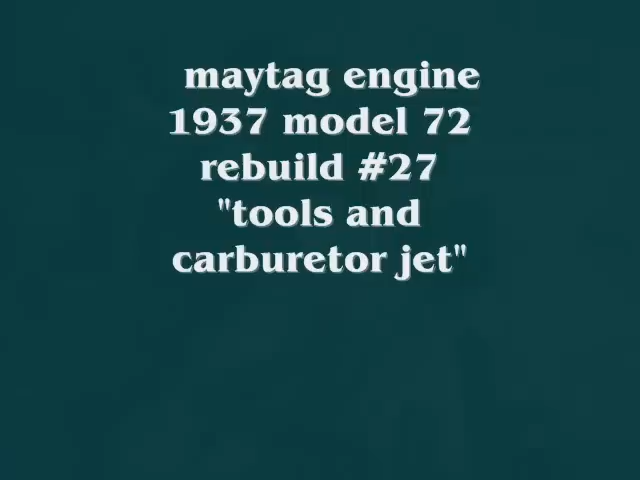 maytag engine
1937 model 72
rebuild #27
"tools and
carburetor jet"